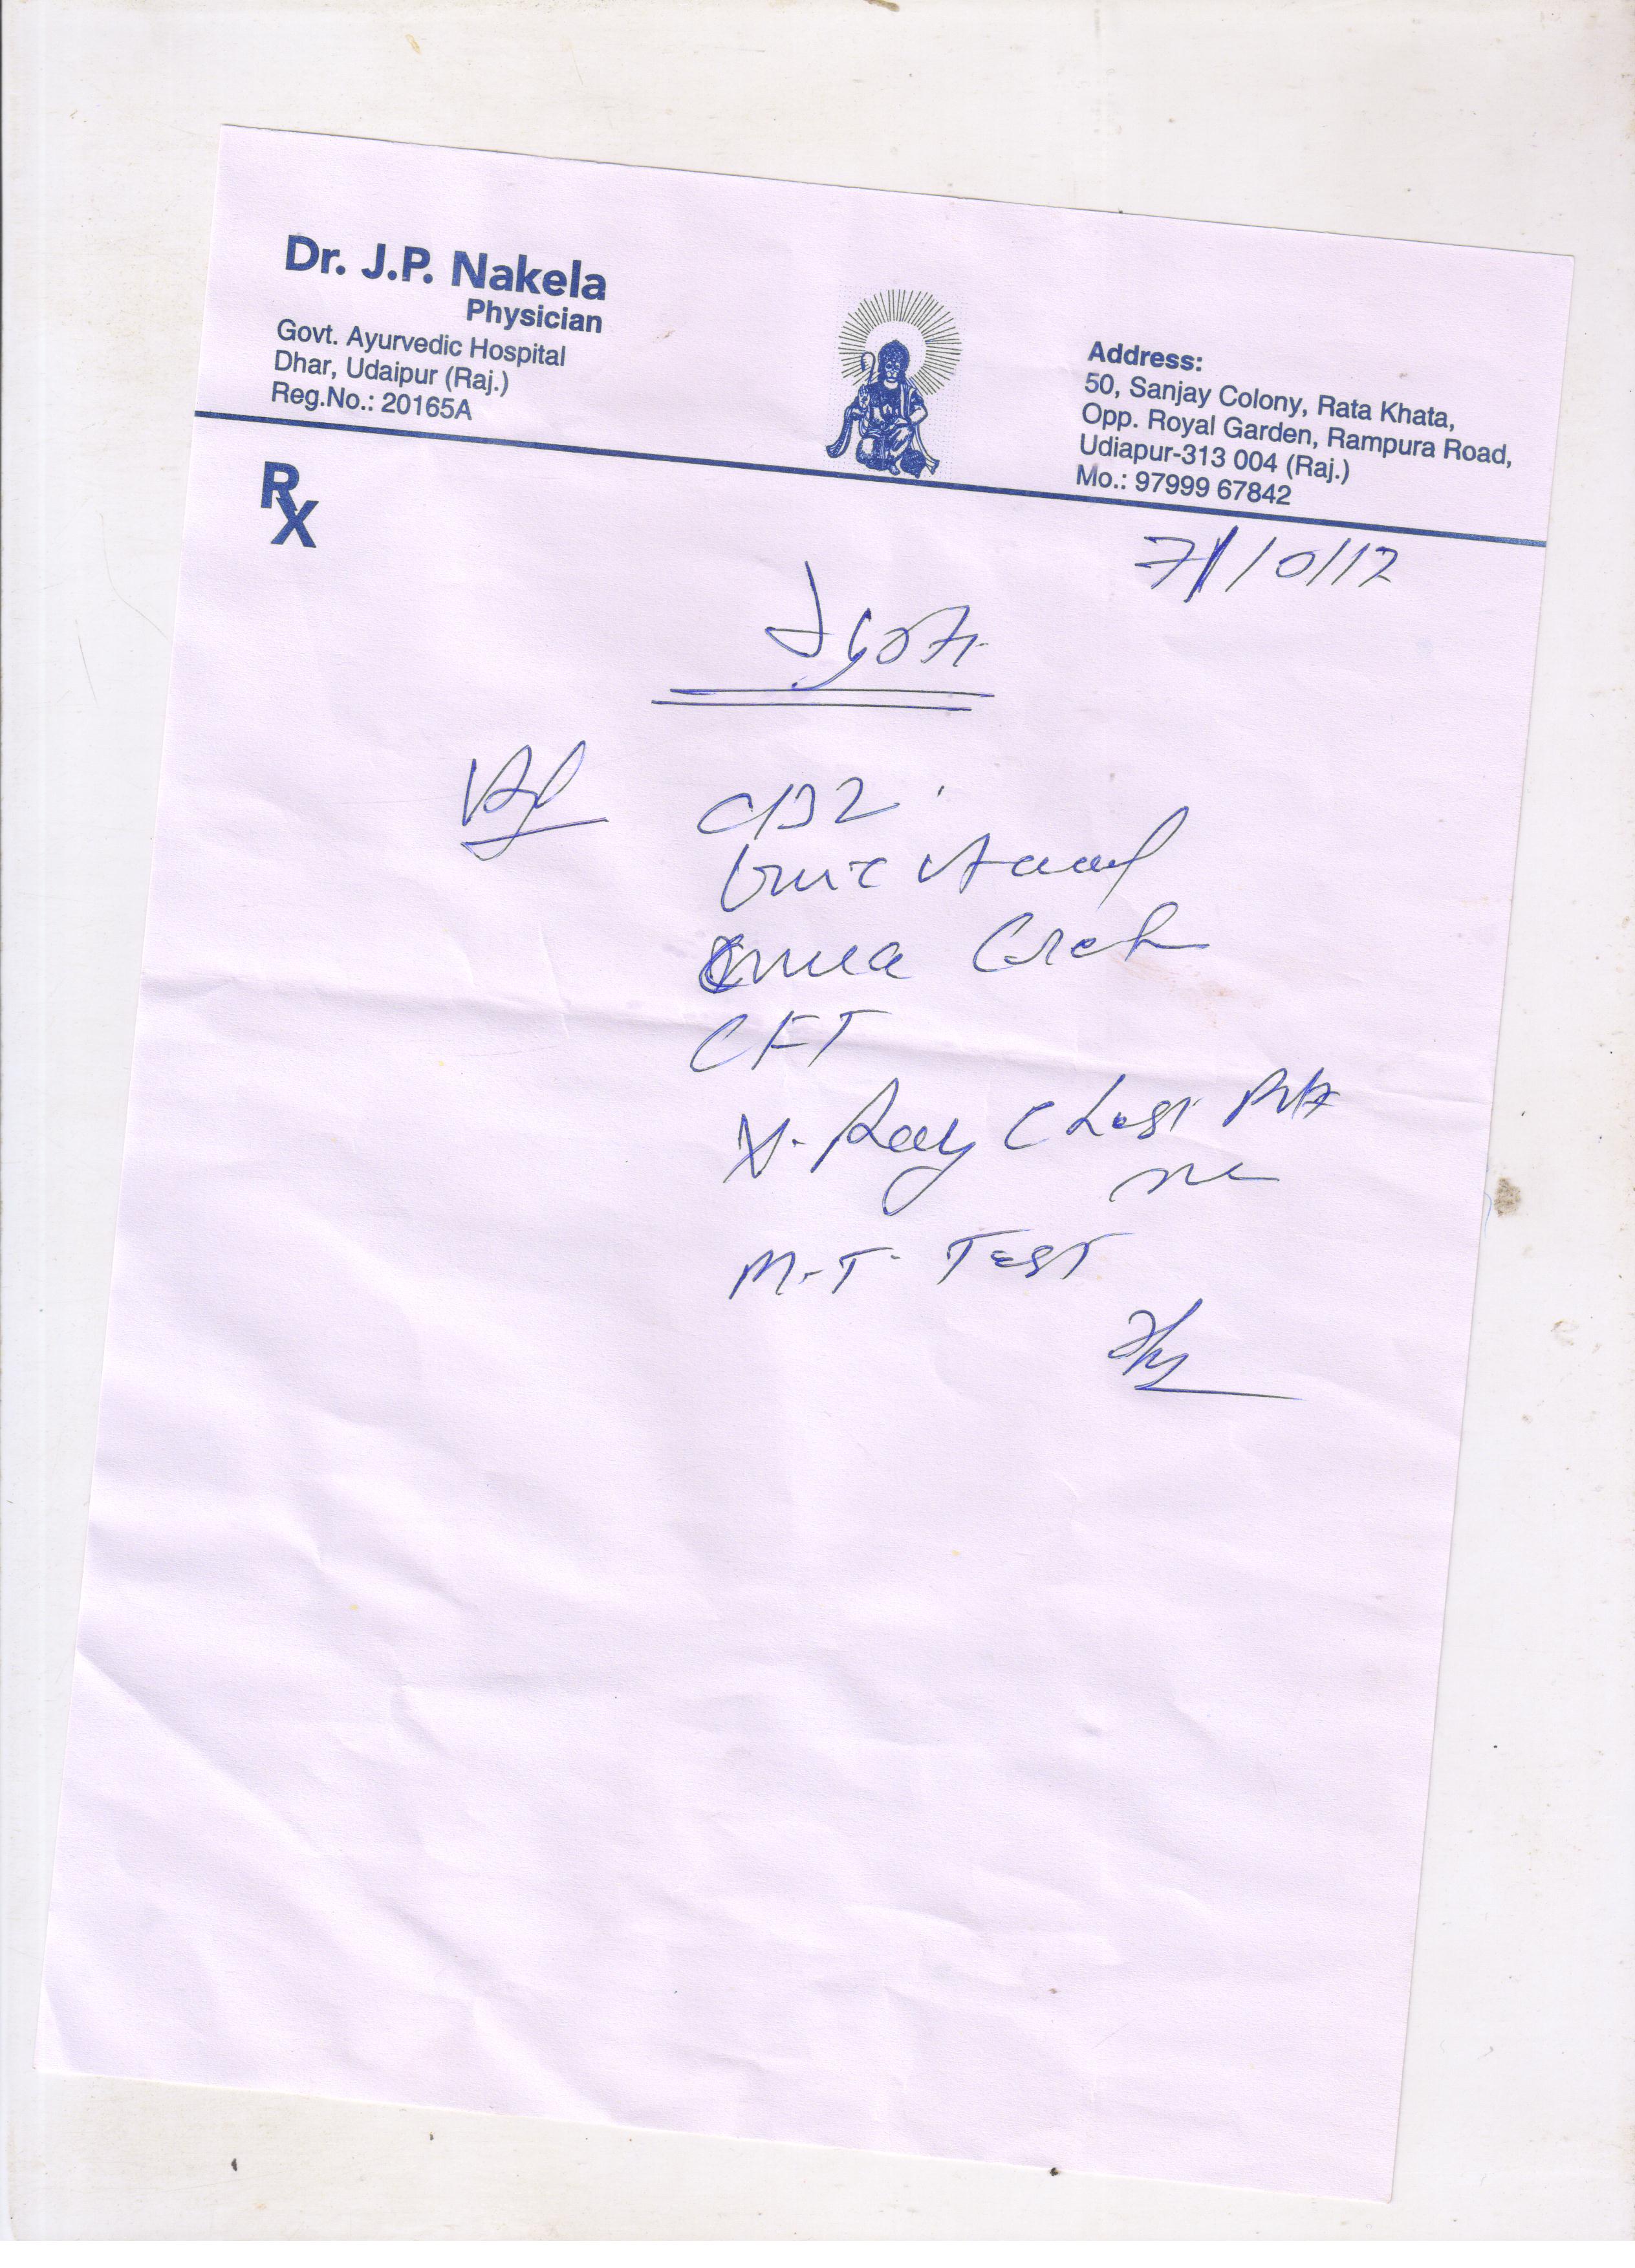 Dr. J.P. Nakela
Physician
Govt. Ayurvedic Hospital
Dhar, Udaipur (Raj.)
Reg.No.: 20165A
Address:
50, Sanjay Colony, Rata Khata,
Opp. Royal Garden, Rampura Road,
Udiapur-313 004 (Raj.)
Mo.: 97999 67842
Rx
7/10/17
Jyoti
Uric
CFT
X-Ray Chest
M.T. Test